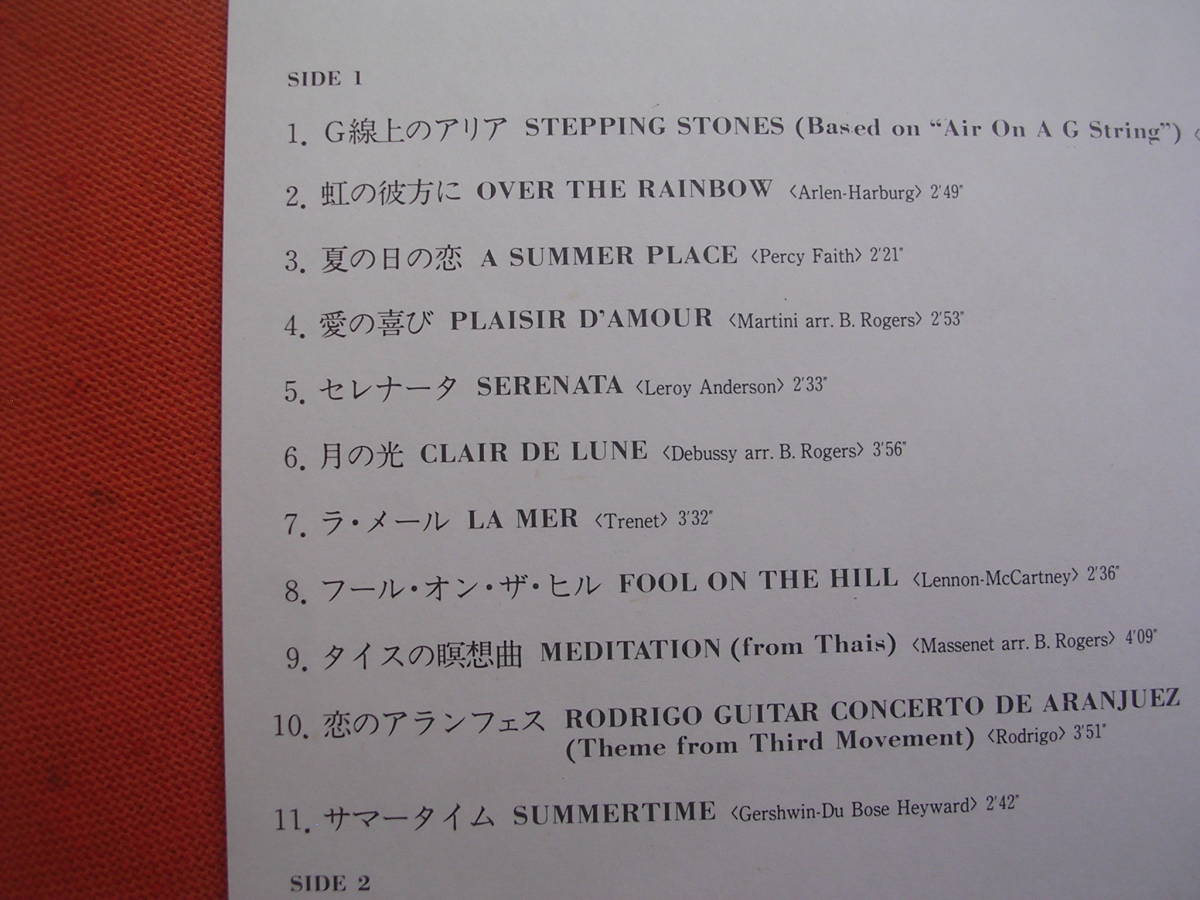 SIDE 1
1. G線上のアリア STEPPING STONES (Based on “Air On A G String”) 〈
2. 虹の彼方に OVER THE RAINBOW 〈Arlen-Harburg〉 2'49"
3. 夏の日の恋 A SUMMER PLACE 〈Percy Faith〉 2'21"
4. 愛の喜び PLAISIR D'AMOUR 〈Martini arr. B. Rogers〉 2'53"
5. セレナータ SERENATA 〈Leroy Anderson〉 2'33"
6. 月の光 CLAIR DE LUNE 〈Debussy arr. B. Rogers〉 3'56"
7. ラ・メール LA MER 〈Trenet〉 3'32"
8. フール・オン・ザ・ヒル FOOL ON THE HILL 〈Lennon-McCartney〉 2'36"
9. タイスの瞑想曲 MEDITATION (from Thais) 〈Massenet arr. B. Rogers〉 4'09"
10. 恋のアランフェス RODRIGO GUITAR CONCERTO DE ARANJUEZ
(Theme from Third Movement) 〈Rodrigo〉 3'51"
11. サマータイム SUMMERTIME 〈Gershwin-Du Bose Heyward〉 2'42"
SIDE 2